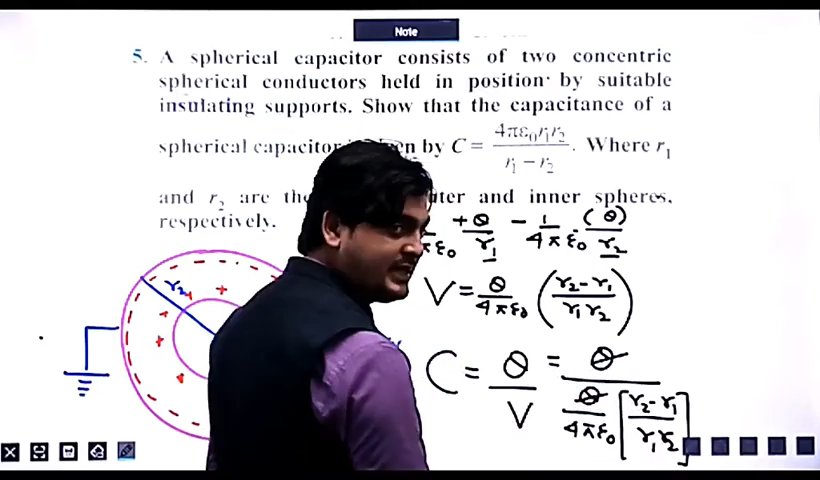 Note
5. A spherical capacitor consists of two concentric
spherical conductors held in position by suitable
insulating supports. Show that the capacitance of a
spherical capacitor by C = 4πε₀r₁r₂ / r₁ – r₂ . Where r₁
and r₂ are the and inner spheres,
respectively.
πε₀ +Q/r₁ – 1/4πε₀ (Q)/r₂
V = Q/4πε₀ (r₂ – r₁ / r₁r₂)
C = Q/V = Q / Q/4πε₀ [r₂ – r₁ / r₁r₂]
r₂